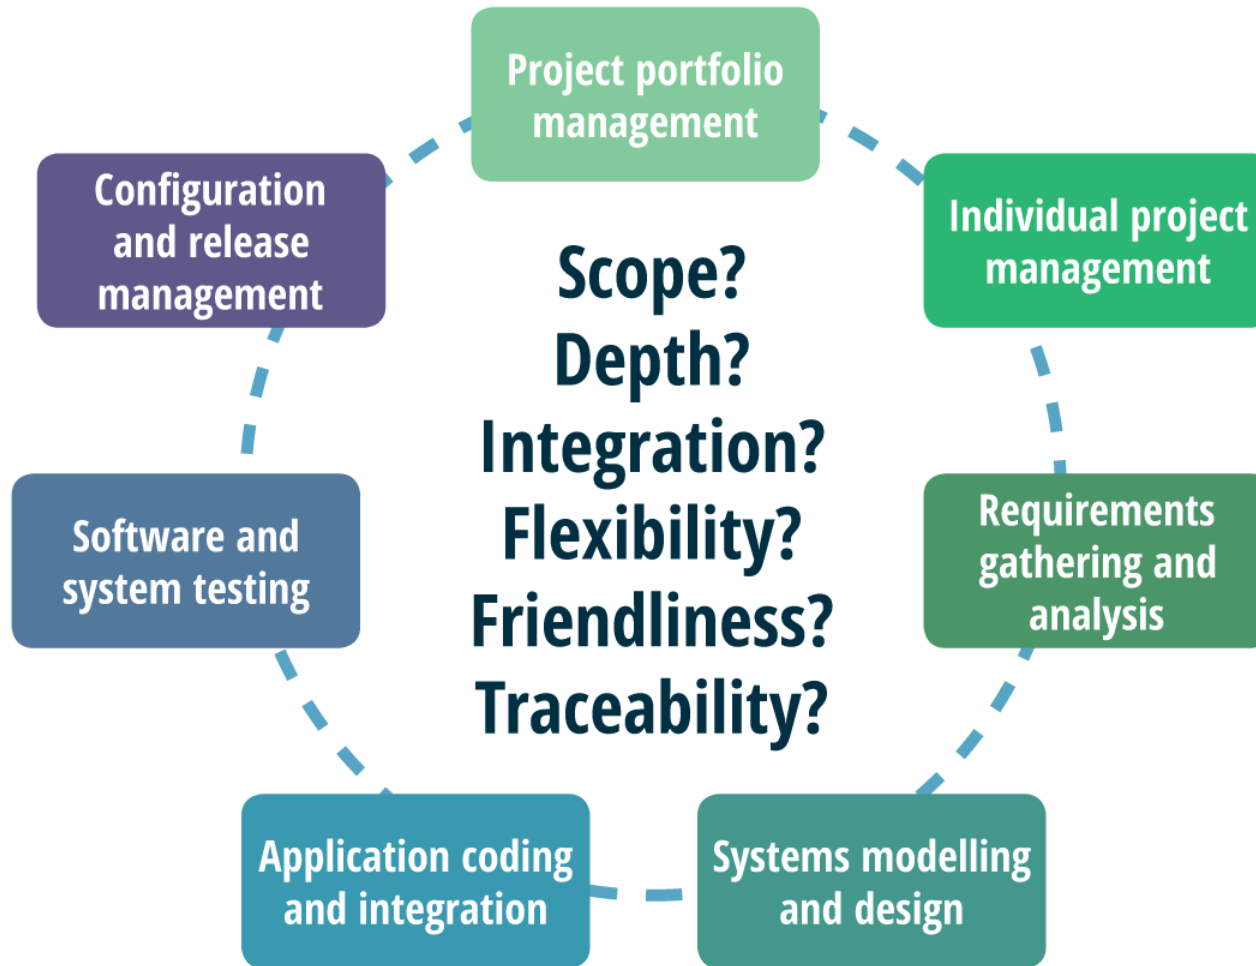 Project portfolio
management
Individual project
management
Requirements
gathering and
analysis
Systems modelling
and design
Application coding
and integration
Software and
system testing
Configuration
and release
management
Scope?
Depth?
Integration?
Flexibility?
Friendliness?
Traceability?